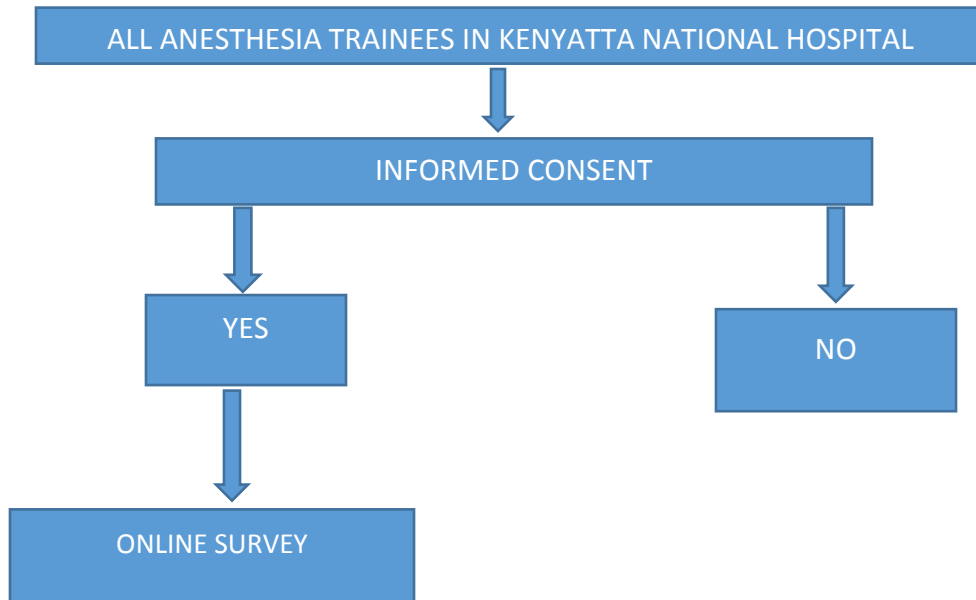 ALL ANESTHESIA TRAINEES IN KENYATTA NATIONAL HOSPITAL
INFORMED CONSENT
YES
NO
ONLINE SURVEY